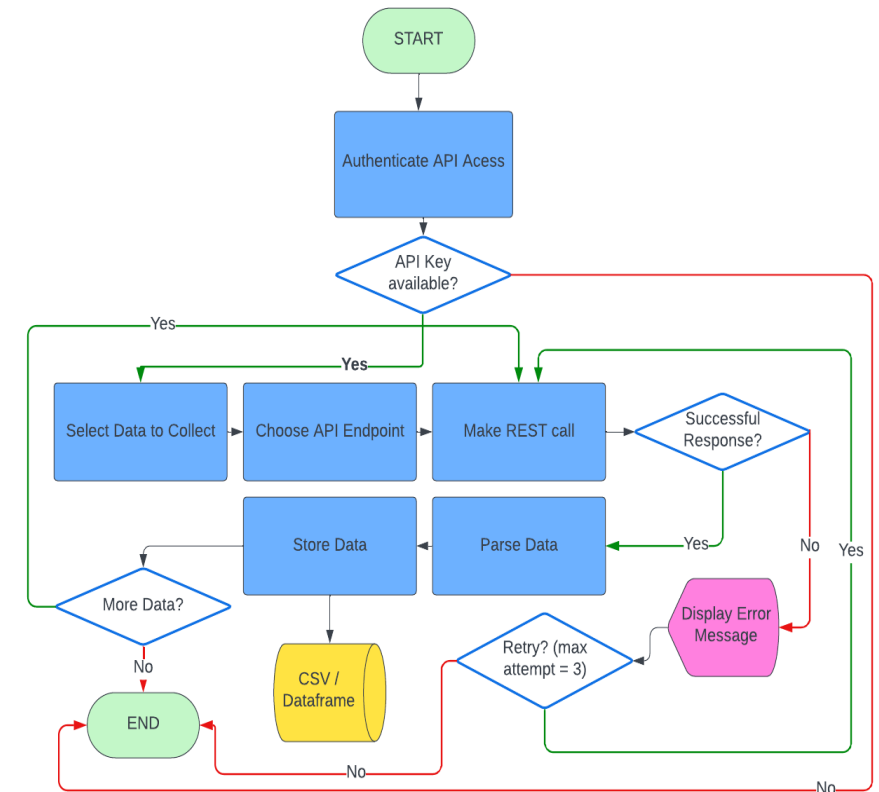 START
Authenticate API Acess
API Key
available?
Yes
Yes
Select Data to Collect
Choose API Endpoint
Make REST call
Successful
Response?
Store Data
Parse Data
Yes
No
Yes
More Data?
Display Error
Message
Retry? (max
attempt = 3)
No
CSV /
Dataframe
END
No
No